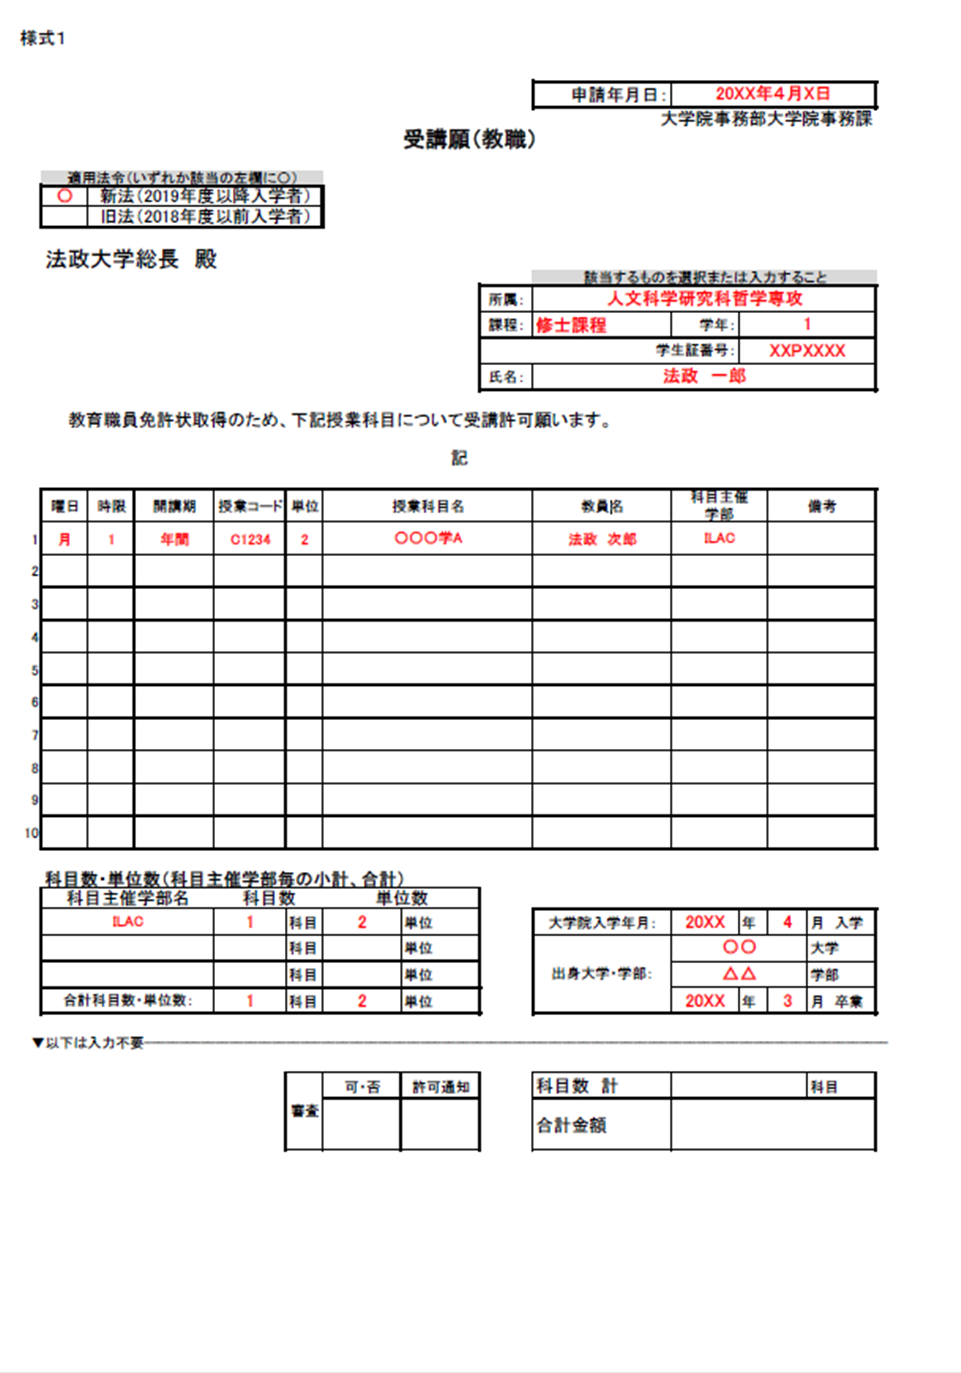 様式１
申請年月日： 20XX年４月X日
大学院事務部大学院事務課
受講願（教職）
適用法令（いずれか該当の左欄に○）
○ 新法（2019年度以降入学者）
旧法（2018年度以前入学者）
法政大学総長　殿
該当するものを選択または入力すること
所属： 人文科学研究科哲学専攻
課程： 修士課程 学年： 1
学生証番号： XXPXXXX
氏名： 法政　一郎
教育職員免許状取得のため、下記授業科目について受講許可願います。
記
曜日 時限 開講期 授業コード 単位 授業科目名 教員名 科目主催学部 備考
1 月 1 年間 C1234 2 ○○○学A 法政　次郎 ILAC
2
3
4
5
6
7
8
9
10
科目数・単位数（科目主催学部毎の小計、合計）
科目主催学部名 科目数 単位数
ILAC 1 科目 2 単位
科目 単位
科目 単位
合計科目数・単位数： 1 科目 2 単位
大学院入学年月： 20XX 年 4 月　入学
出身大学・学部： ○○ 大学
△△ 学部
20XX 年 3 月　卒業
▼以下は入力不要
審査 可・否 許可通知
科目数　計 科目
合計金額